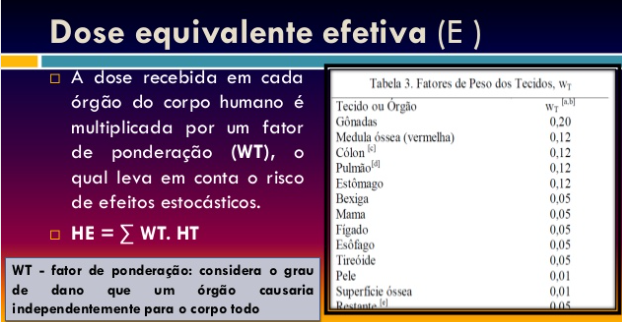 Dose equivalente efetiva (E )
A dose recebida em cada
órgão do corpo humano é
multiplicada por um fator
de ponderação (WT), o
qual leva em conta o risco
de efeitos estocásticos.
HE = ∑ WT. HT
WT - fator de ponderação: considera o grau
de dano que um órgão causaria
independentemente para o corpo todo
Tabela 3. Fatores de Peso dos Tecidos, wT
Tecido ou Órgão wT [a,b]
Gônadas 0,20
Medula óssea (vermelha) 0,12
Cólon [c] 0,12
Pulmão[d] 0,12
Estômago 0,12
Bexiga 0,05
Mama 0,05
Fígado 0,05
Esôfago 0,05
Tireóide 0,05
Pele 0,01
Superfície óssea 0,01
Restante [e] 0,05